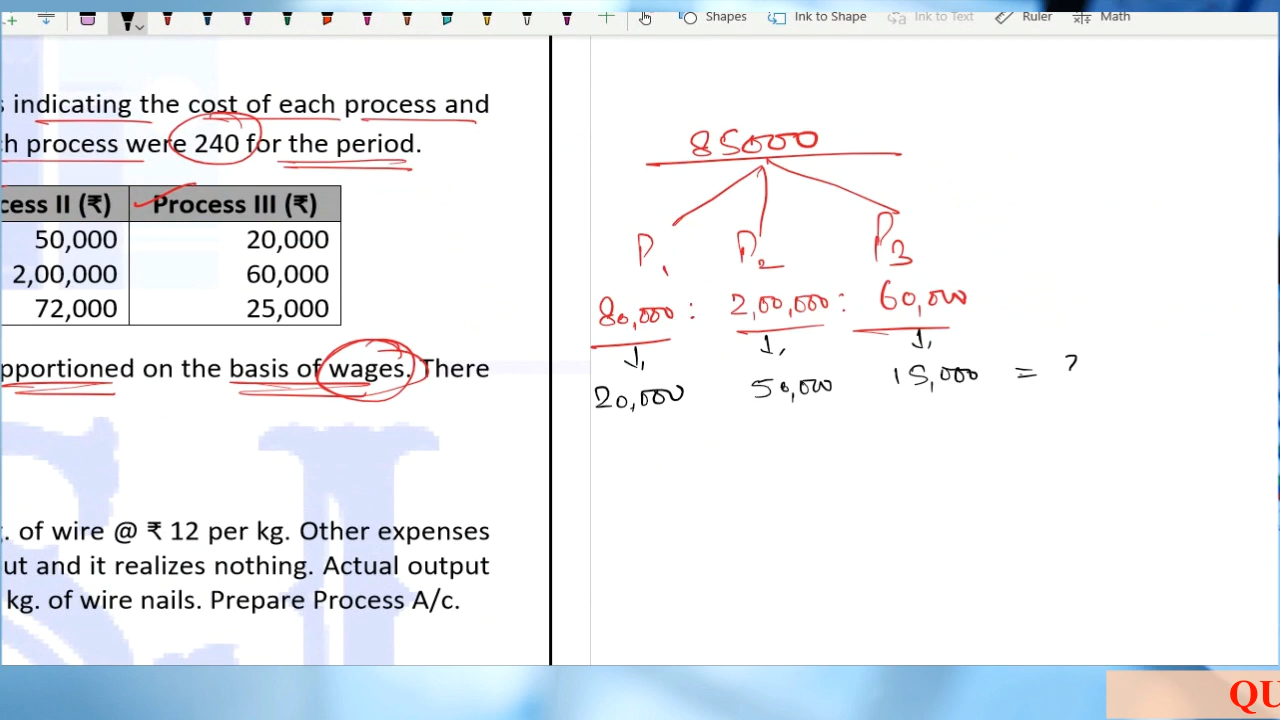 Shapes Ink to Shape Ink to Text Ruler Math
s indicating the cost of each process and
h process were 240 for the period.
cess II (₹) Process III (₹)
50,000 20,000
2,00,000 60,000
72,000 25,000
pportioned on the basis of wages. There
. of wire @ ₹ 12 per kg. Other expenses
ut and it realizes nothing. Actual output
kg. of wire nails. Prepare Process A/c.
85000
P1 P2 P3
80,000 : 2,00,000 : 60,000
20,000 50,000 15,000 = ?
QU